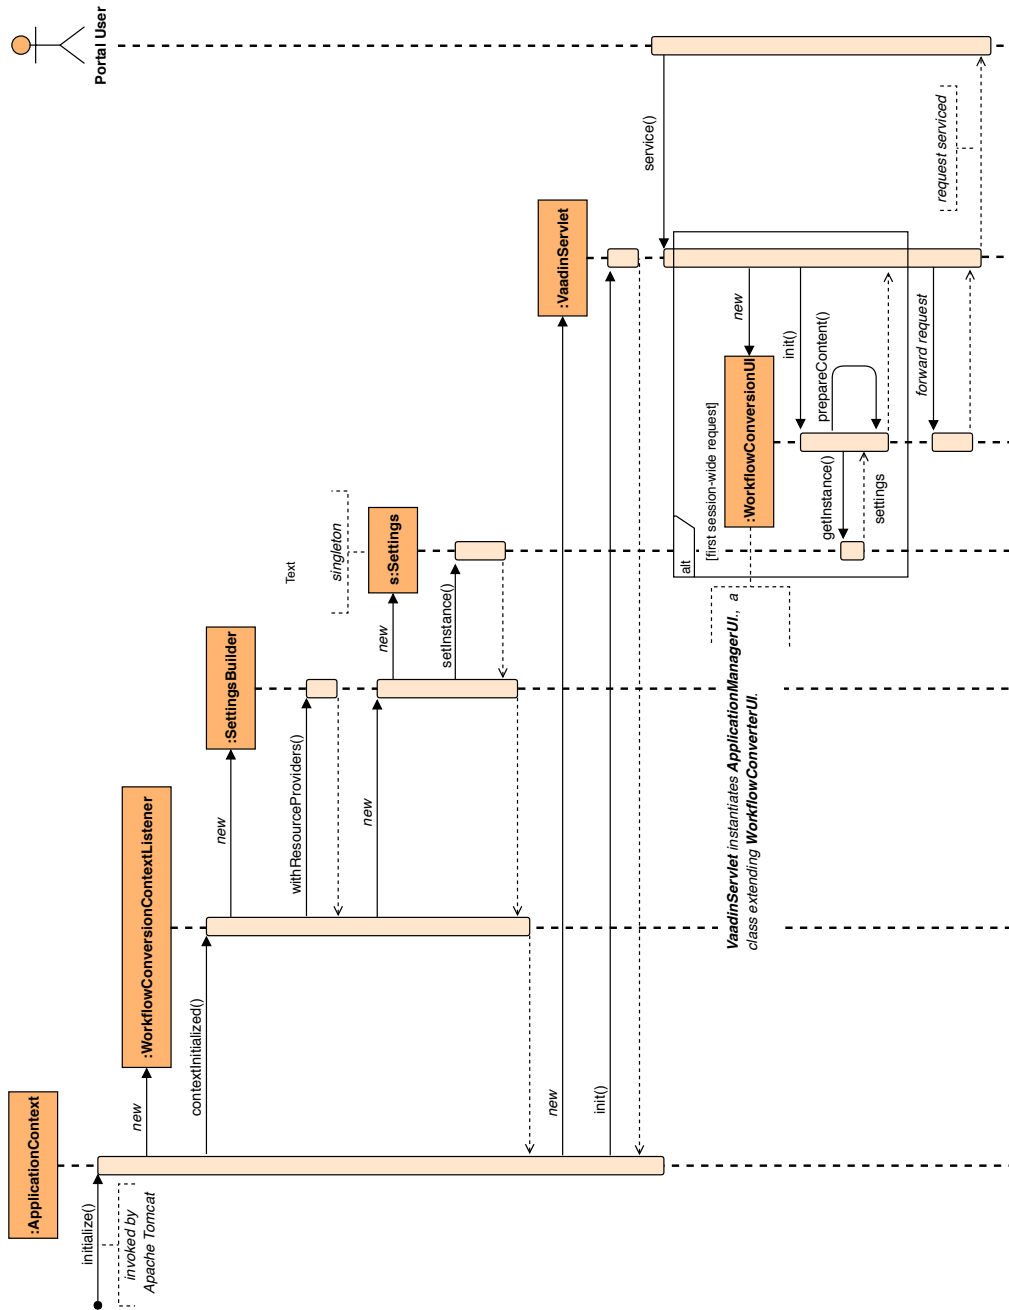 Portal User
:VaadinServlet
:WorkflowConversionUI
s:Settings
:SettingsBuilder
:WorkflowConversionContextListener
:ApplicationContext
initialize()
invoked by
Apache Tomcat
new
contextInitialized()
new
withResourceProviders()
new
new
setInstance()
singleton
Text
new
init()
service()
alt
[first session-wide request]
new
init()
prepareContent()
getInstance()
settings
forward request
request serviced
VaadinServlet instantiates ApplicationManagerUI., a
class extending WorkflowConverterUI.